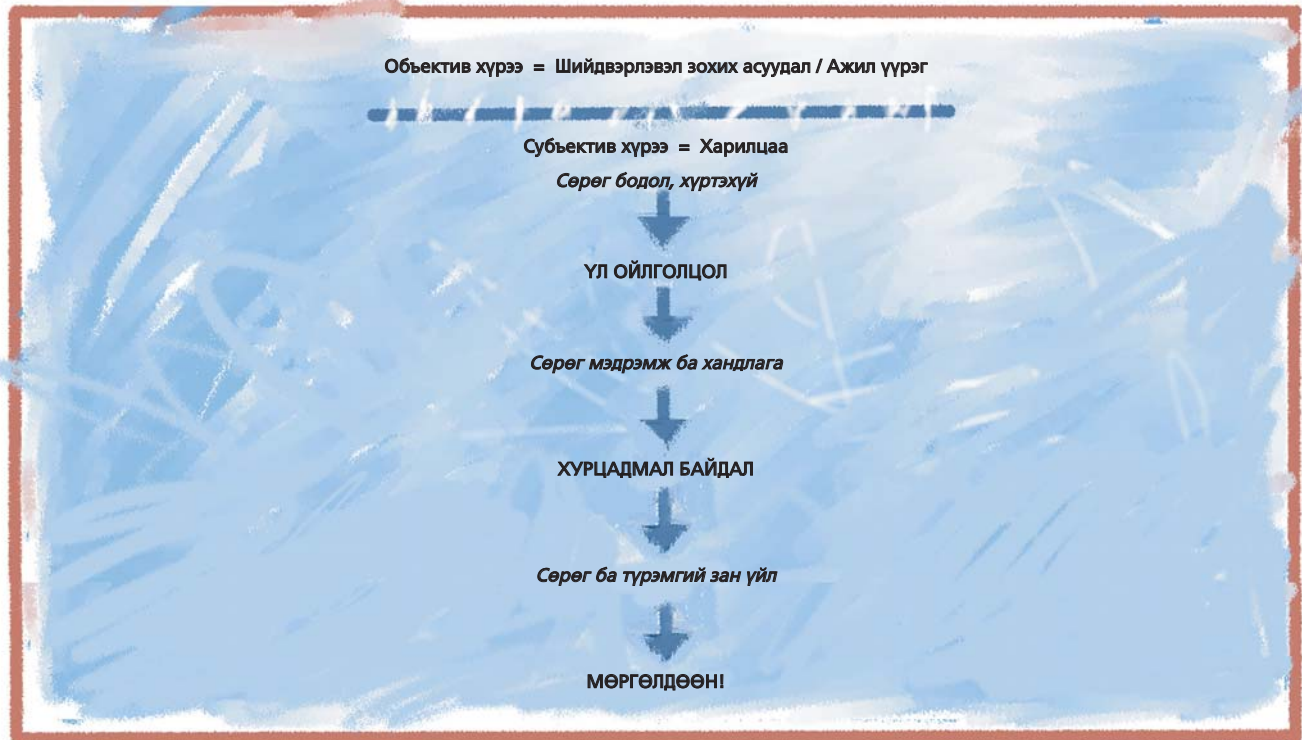 Объектив хүрээ = Шийдвэрлэвэл зохих асуудал / Ажил үүрэг
Субъектив хүрээ = Харилцаа
Сөрөг бодол, хүртэхүй
ҮЛ ОЙЛГОЛЦОЛ
Сөрөг мэдрэмж ба хандлага
ХУРЦАДМАЛ БАЙДАЛ
Сөрөг ба түрэмгий зан үйл
МӨРГӨЛДӨӨН!